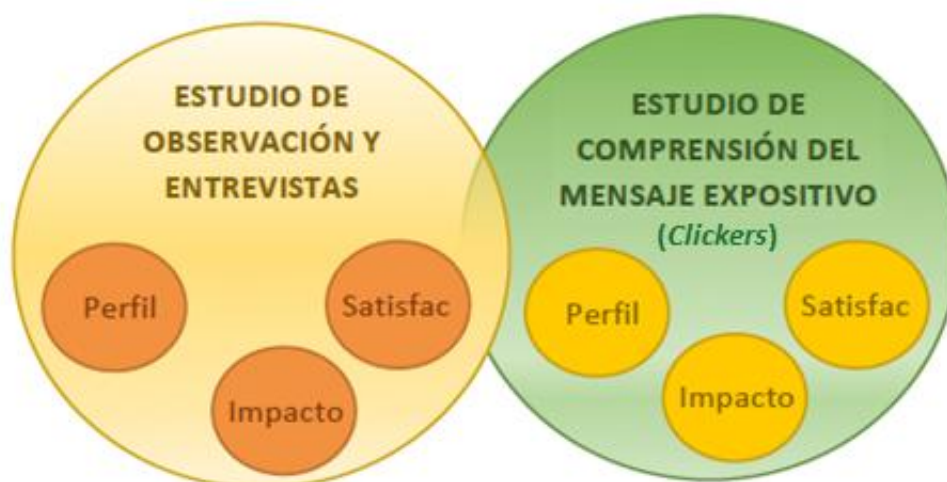 ESTUDIO DE
OBSERVACIÓN Y
ENTREVISTAS
Perfil
Satisfac
Impacto
ESTUDIO DE
COMPRENSIÓN DEL
MENSAJE EXPOSITIVO
(Clickers)
Perfil
Satisfac
Impacto